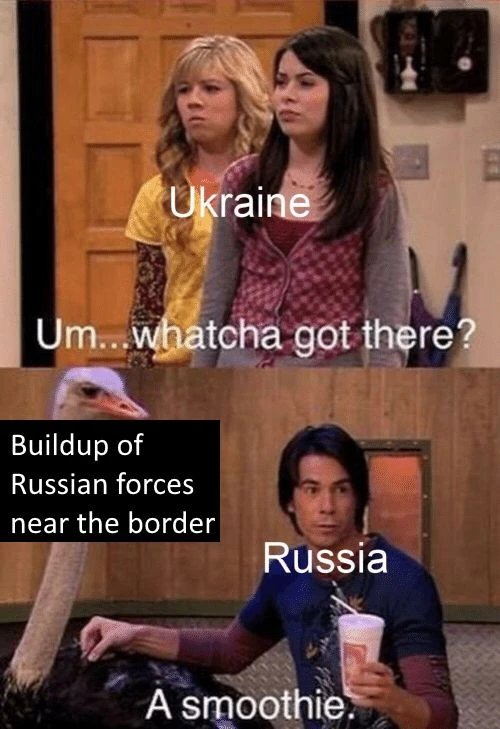 Ukraine
Um...whatcha got there?
Buildup of
Russian forces
near the border
Russia
A smoothie.